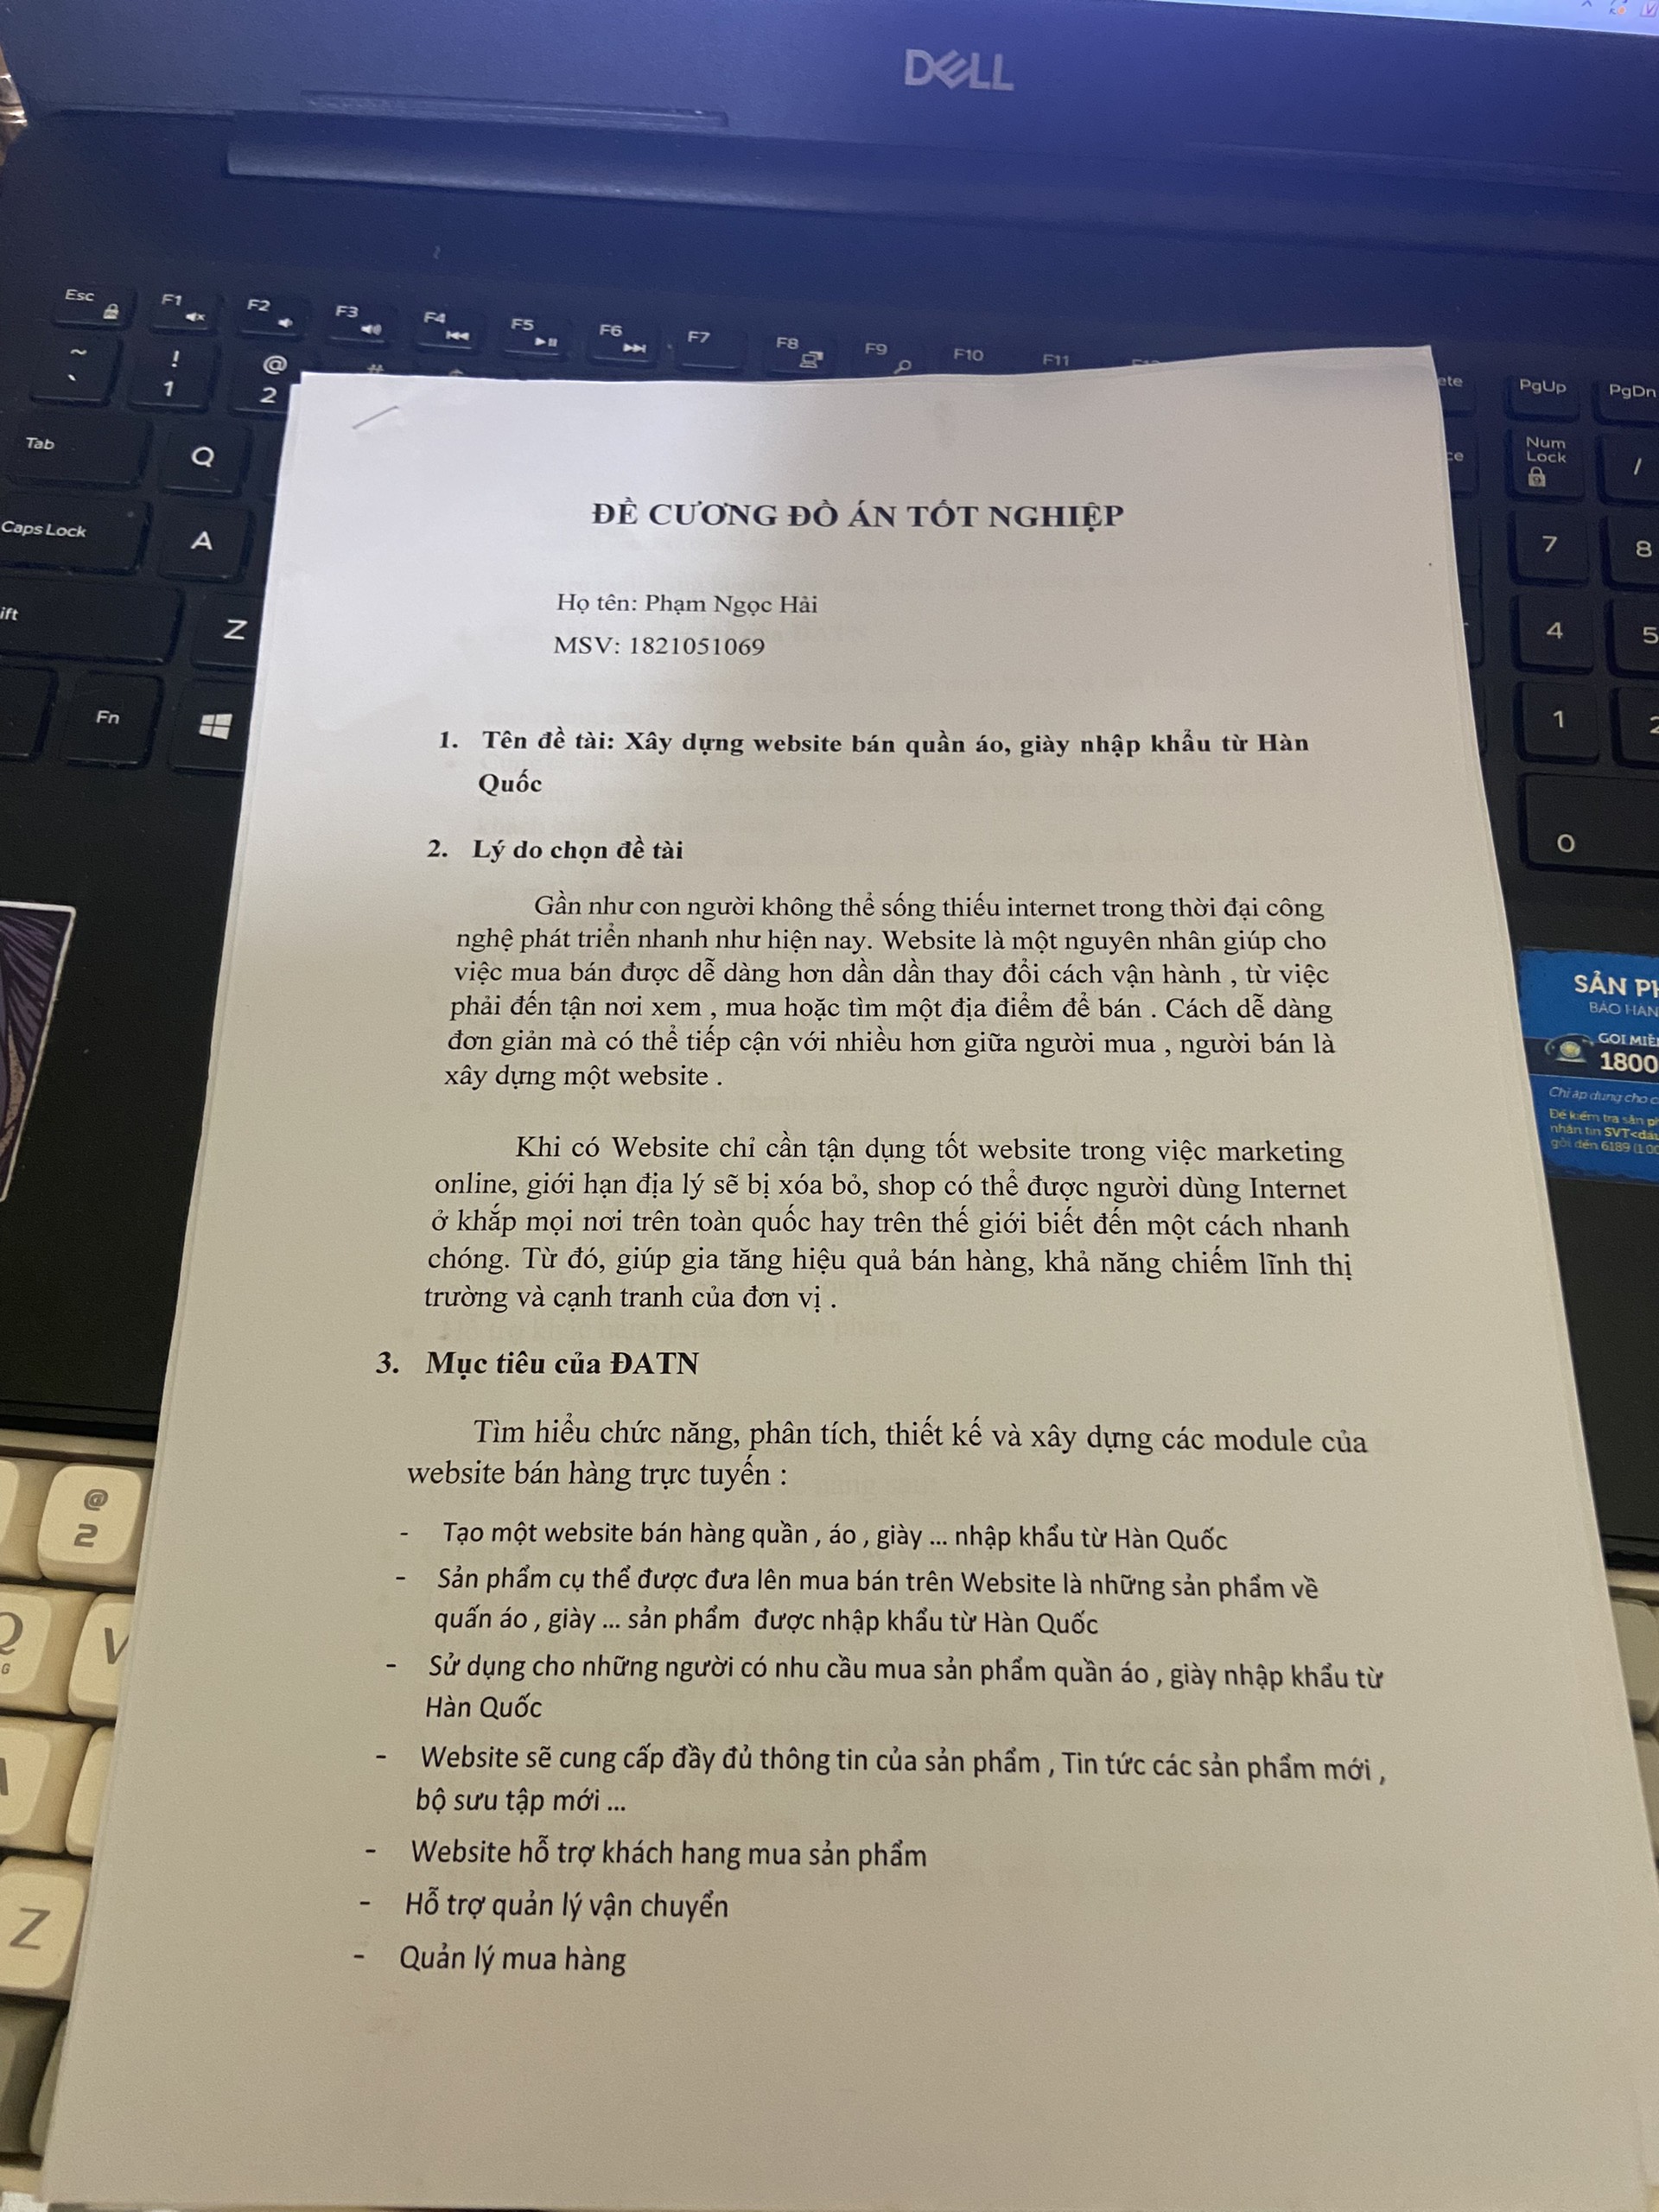 DELL
Esc
F1
F2
F3
F4
F5
F6
F7
F8
F9
F10
F11
~
`
!
1
@
2
#
ete
PgUp
PgDn
Tab
Q
ce
Num
Lock
/
Caps Lock
A
7
8
ift
Z
4
5
Fn
1
2
0
ĐỀ CƯƠNG ĐỒ ÁN TỐT NGHIỆP
Họ tên: Phạm Ngọc Hải
MSV: 1821051069
1. Tên đề tài: Xây dựng website bán quần áo, giày nhập khẩu từ Hàn
Quốc
2. Lý do chọn đề tài
Gần như con người không thể sống thiếu internet trong thời đại công
nghệ phát triển nhanh như hiện nay. Website là một nguyên nhân giúp cho
việc mua bán được dễ dàng hơn dần dần thay đổi cách vận hành , từ việc
phải đến tận nơi xem , mua hoặc tìm một địa điểm để bán . Cách dễ dàng
đơn giản mà có thể tiếp cận với nhiều hơn giữa người mua , người bán là
xây dựng một website .
Khi có Website chỉ cần tận dụng tốt website trong việc marketing
online, giới hạn địa lý sẽ bị xóa bỏ, shop có thể được người dùng Internet
ở khắp mọi nơi trên toàn quốc hay trên thế giới biết đến một cách nhanh
chóng. Từ đó, giúp gia tăng hiệu quả bán hàng, khả năng chiếm lĩnh thị
trường và cạnh tranh của đơn vị .
3. Mục tiêu của ĐATN
Tìm hiểu chức năng, phân tích, thiết kế và xây dựng các module của
website bán hàng trực tuyến :
- Tạo một website bán hàng quần , áo , giày ... nhập khẩu từ Hàn Quốc
- Sản phẩm cụ thể được đưa lên mua bán trên Website là những sản phẩm về
quấn áo , giày ... sản phẩm được nhập khẩu từ Hàn Quốc
- Sử dụng cho những người có nhu cầu mua sản phẩm quần áo , giày nhập khẩu từ
Hàn Quốc
- Website sẽ cung cấp đầy đủ thông tin của sản phẩm , Tin tức các sản phẩm mới ,
bộ sưu tập mới ...
- Website hỗ trợ khách hang mua sản phẩm
- Hỗ trợ quản lý vận chuyển
- Quản lý mua hàng
SẢN PH
BẢO HÀN
GỌI MIỄ
1800
Chỉ áp dụng cho c
Để kiểm tra sản p
nhắn tin SVT<dấu
gởi đến 6189
@
2
Q
G
V
Z